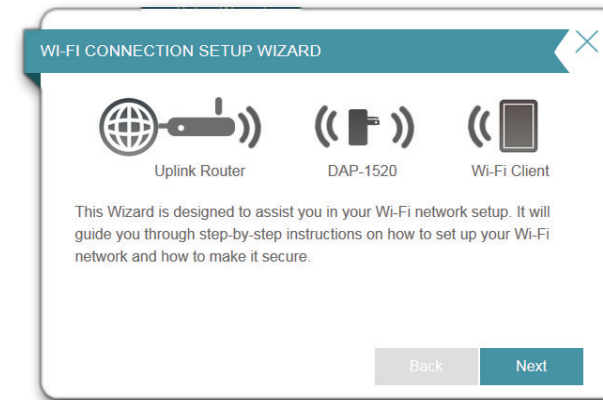 WI-FI CONNECTION SETUP WIZARD
Uplink Router
DAP-1520
Wi-Fi Client
This Wizard is designed to assist you in your Wi-Fi network setup. It will
guide you through step-by-step instructions on how to set up your Wi-Fi
network and how to make it secure.
Back
Next